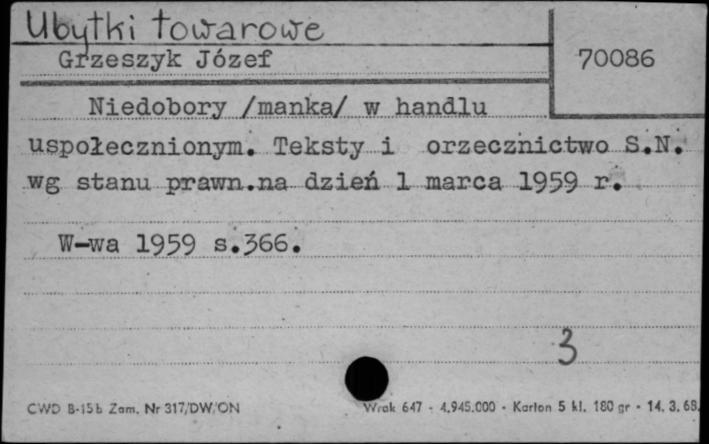 Ubytki towarowe
Grzeszyk Józef
70086
Niedobory /manka/ w handlu
uspołecznionym. Teksty i orzecznictwo S.N.
wg stanu prawn.na dzień 1 marca 1959 r.
W-wa 1959 s.366.
3
CWD B-15b Zam. Nr 317/DW/ON
Wrak 647 - 4.945.000 - Karton 5 kl. 180 gr - 14. 3. 68.